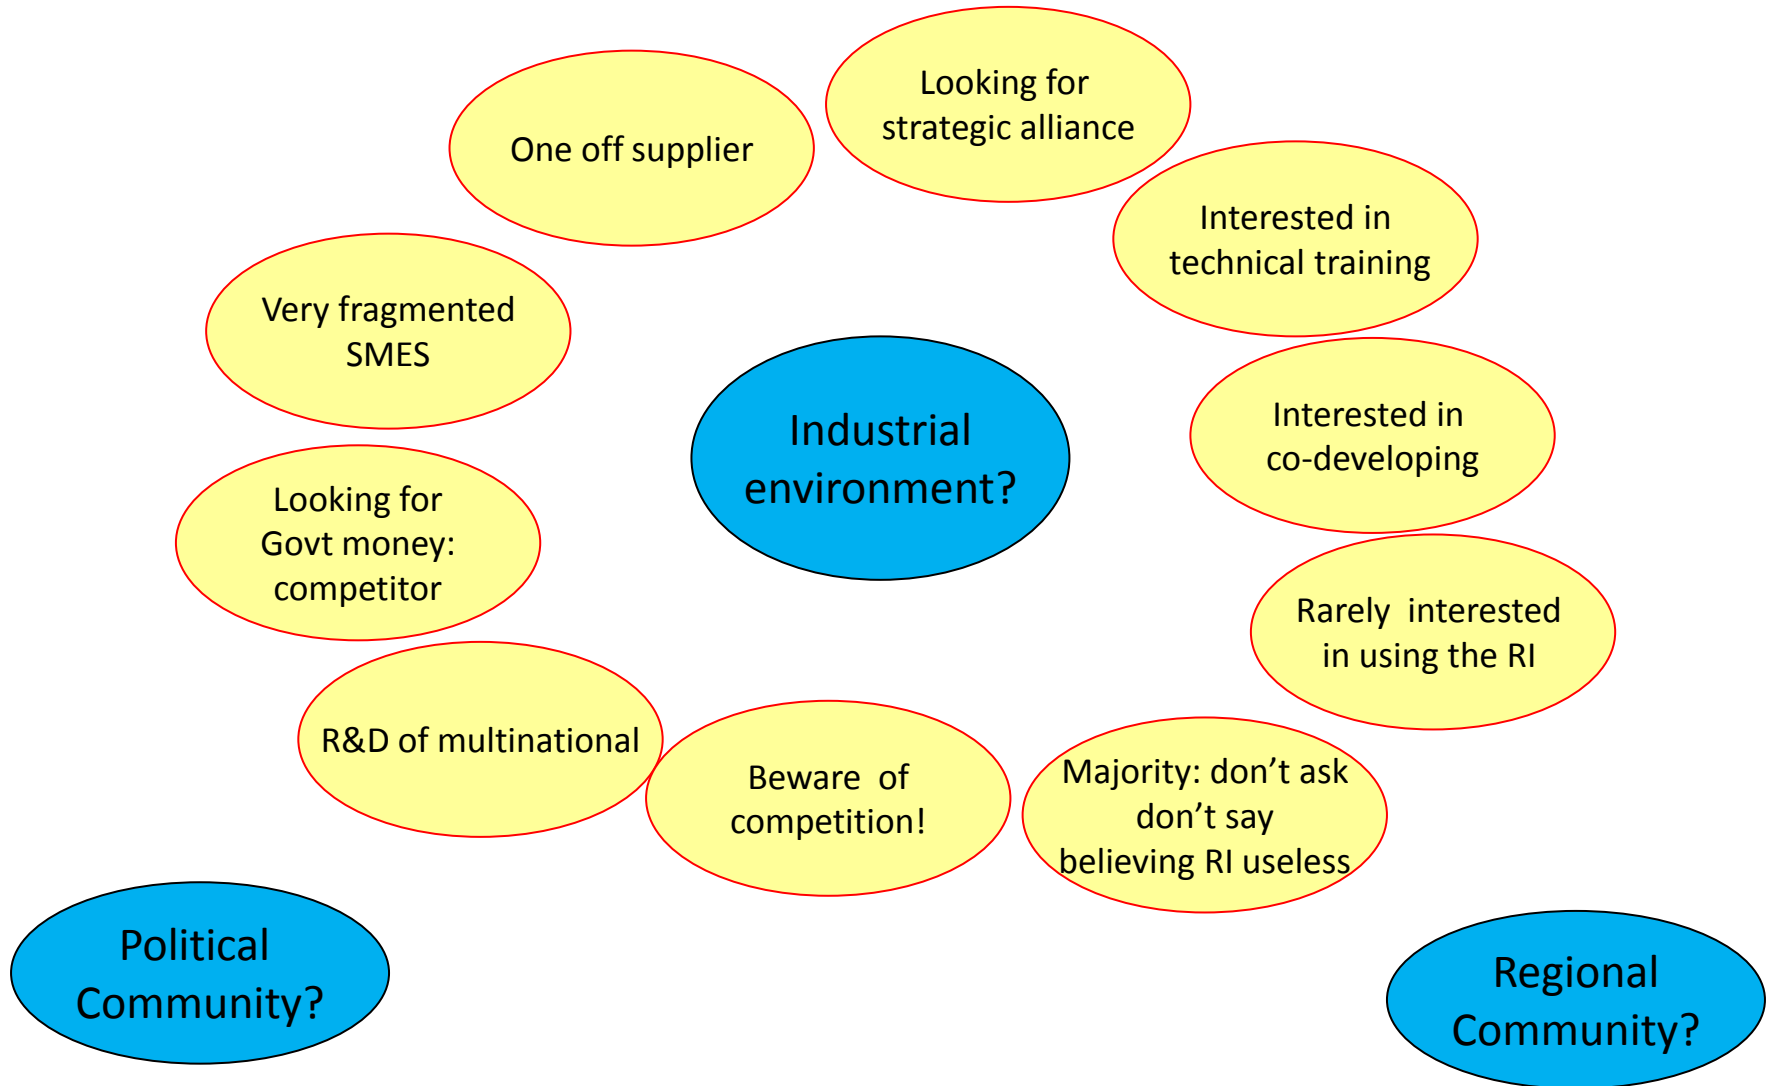 Looking for
strategic alliance
One off supplier
Interested in
technical training
Very fragmented
SMES
Industrial
environment?
Interested in
co-developing
Looking for
Govt money:
competitor
Rarely  interested
in using the RI
R&D of multinational
Beware  of
competition!
Majority: don’t ask
don’t say
believing RI useless
Political
Community?
Regional
Community?